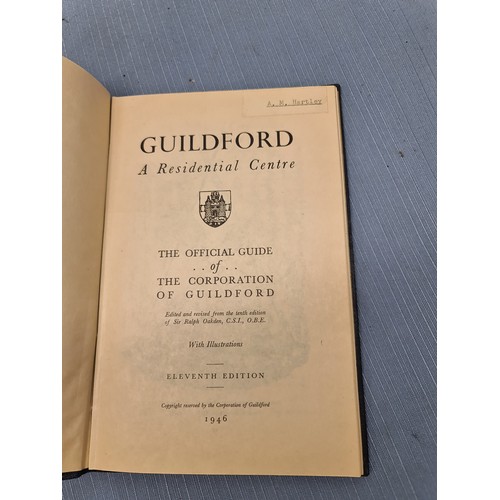 A. H. Hartley
GUILDFORD
A Residential Centre
THE OFFICIAL GUIDE
. . of . .
THE CORPORATION
OF GUILDFORD
Edited and revised from the tenth edition
of Sir Ralph Oakden, C.S.I., O.B.E.
With Illustrations
ELEVENTH EDITION
Copyright reserved by the Corporation of Guildford
1946